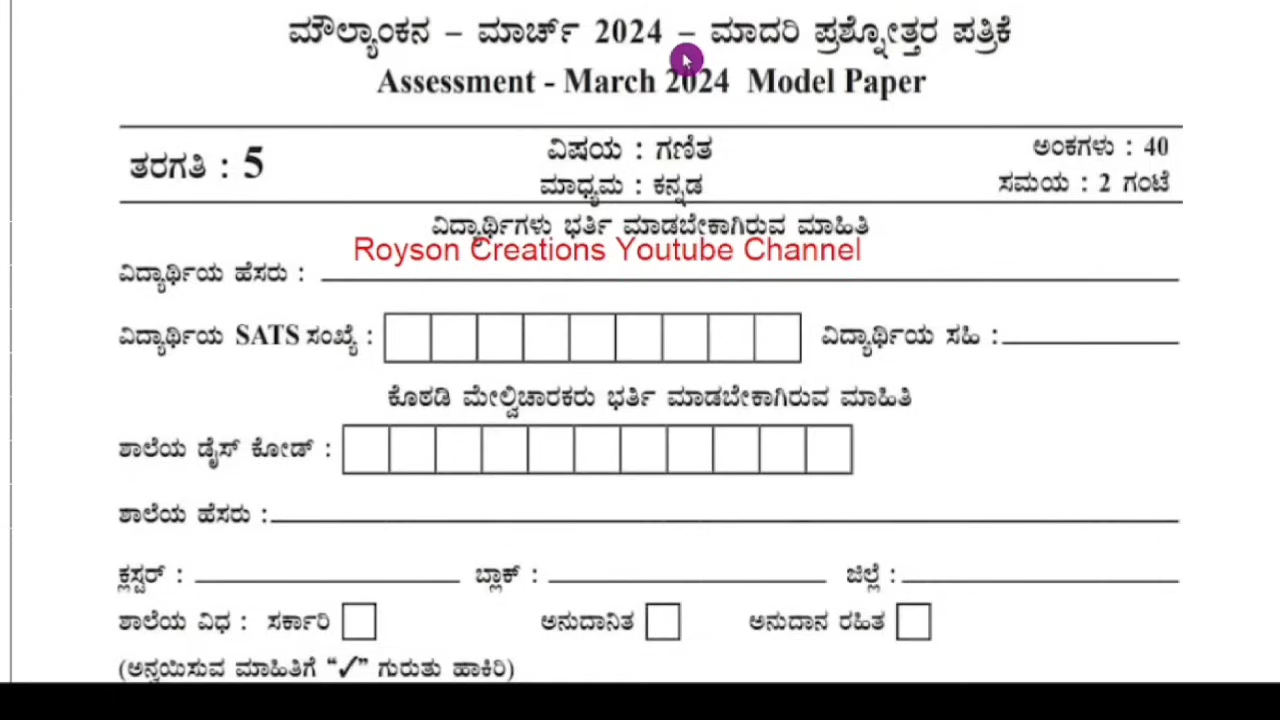 ಮೌಲ್ಯಾಂಕನ – ಮಾರ್ಚ್ 2024 – ಮಾದರಿ ಪ್ರಶ್ನೋತ್ತರ ಪತ್ರಿಕೆ
Assessment - March 2024 Model Paper
ತರಗತಿ : 5
ವಿಷಯ : ಗಣಿತ
ಮಾಧ್ಯಮ : ಕನ್ನಡ
ಅಂಕಗಳು : 40
ಸಮಯ : 2 ಗಂಟೆ
ವಿದ್ಯಾರ್ಥಿಗಳು ಭರ್ತಿ ಮಾಡಬೇಕಾಗಿರುವ ಮಾಹಿತಿ
Royson Creations Youtube Channel
ವಿದ್ಯಾರ್ಥಿಯ ಹೆಸರು :
ವಿದ್ಯಾರ್ಥಿಯ SATS ಸಂಖ್ಯೆ : ವಿದ್ಯಾರ್ಥಿಯ ಸಹಿ :
ಕೊಠಡಿ ಮೇಲ್ವಿಚಾರಕರು ಭರ್ತಿ ಮಾಡಬೇಕಾಗಿರುವ ಮಾಹಿತಿ
ಶಾಲೆಯ ಡೈಸ್ ಕೋಡ್ :
ಶಾಲೆಯ ಹೆಸರು :
ಕ್ಲಸ್ಟರ್ : ಬ್ಲಾಕ್ : ಜಿಲ್ಲೆ :
ಶಾಲೆಯ ವಿಧ : ಸರ್ಕಾರಿ ಅನುದಾನಿತ ಅನುದಾನ ರಹಿತ
(ಅನ್ವಯಿಸುವ ಮಾಹಿತಿಗೆ “✓” ಗುರುತು ಹಾಕಿರಿ)